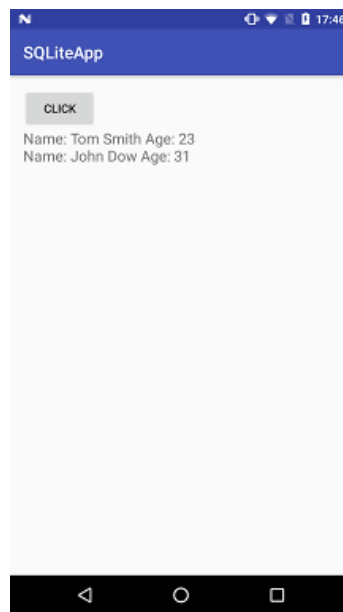 17:46
SQLiteApp
CLICK
Name: Tom Smith Age: 23
Name: John Dow Age: 31